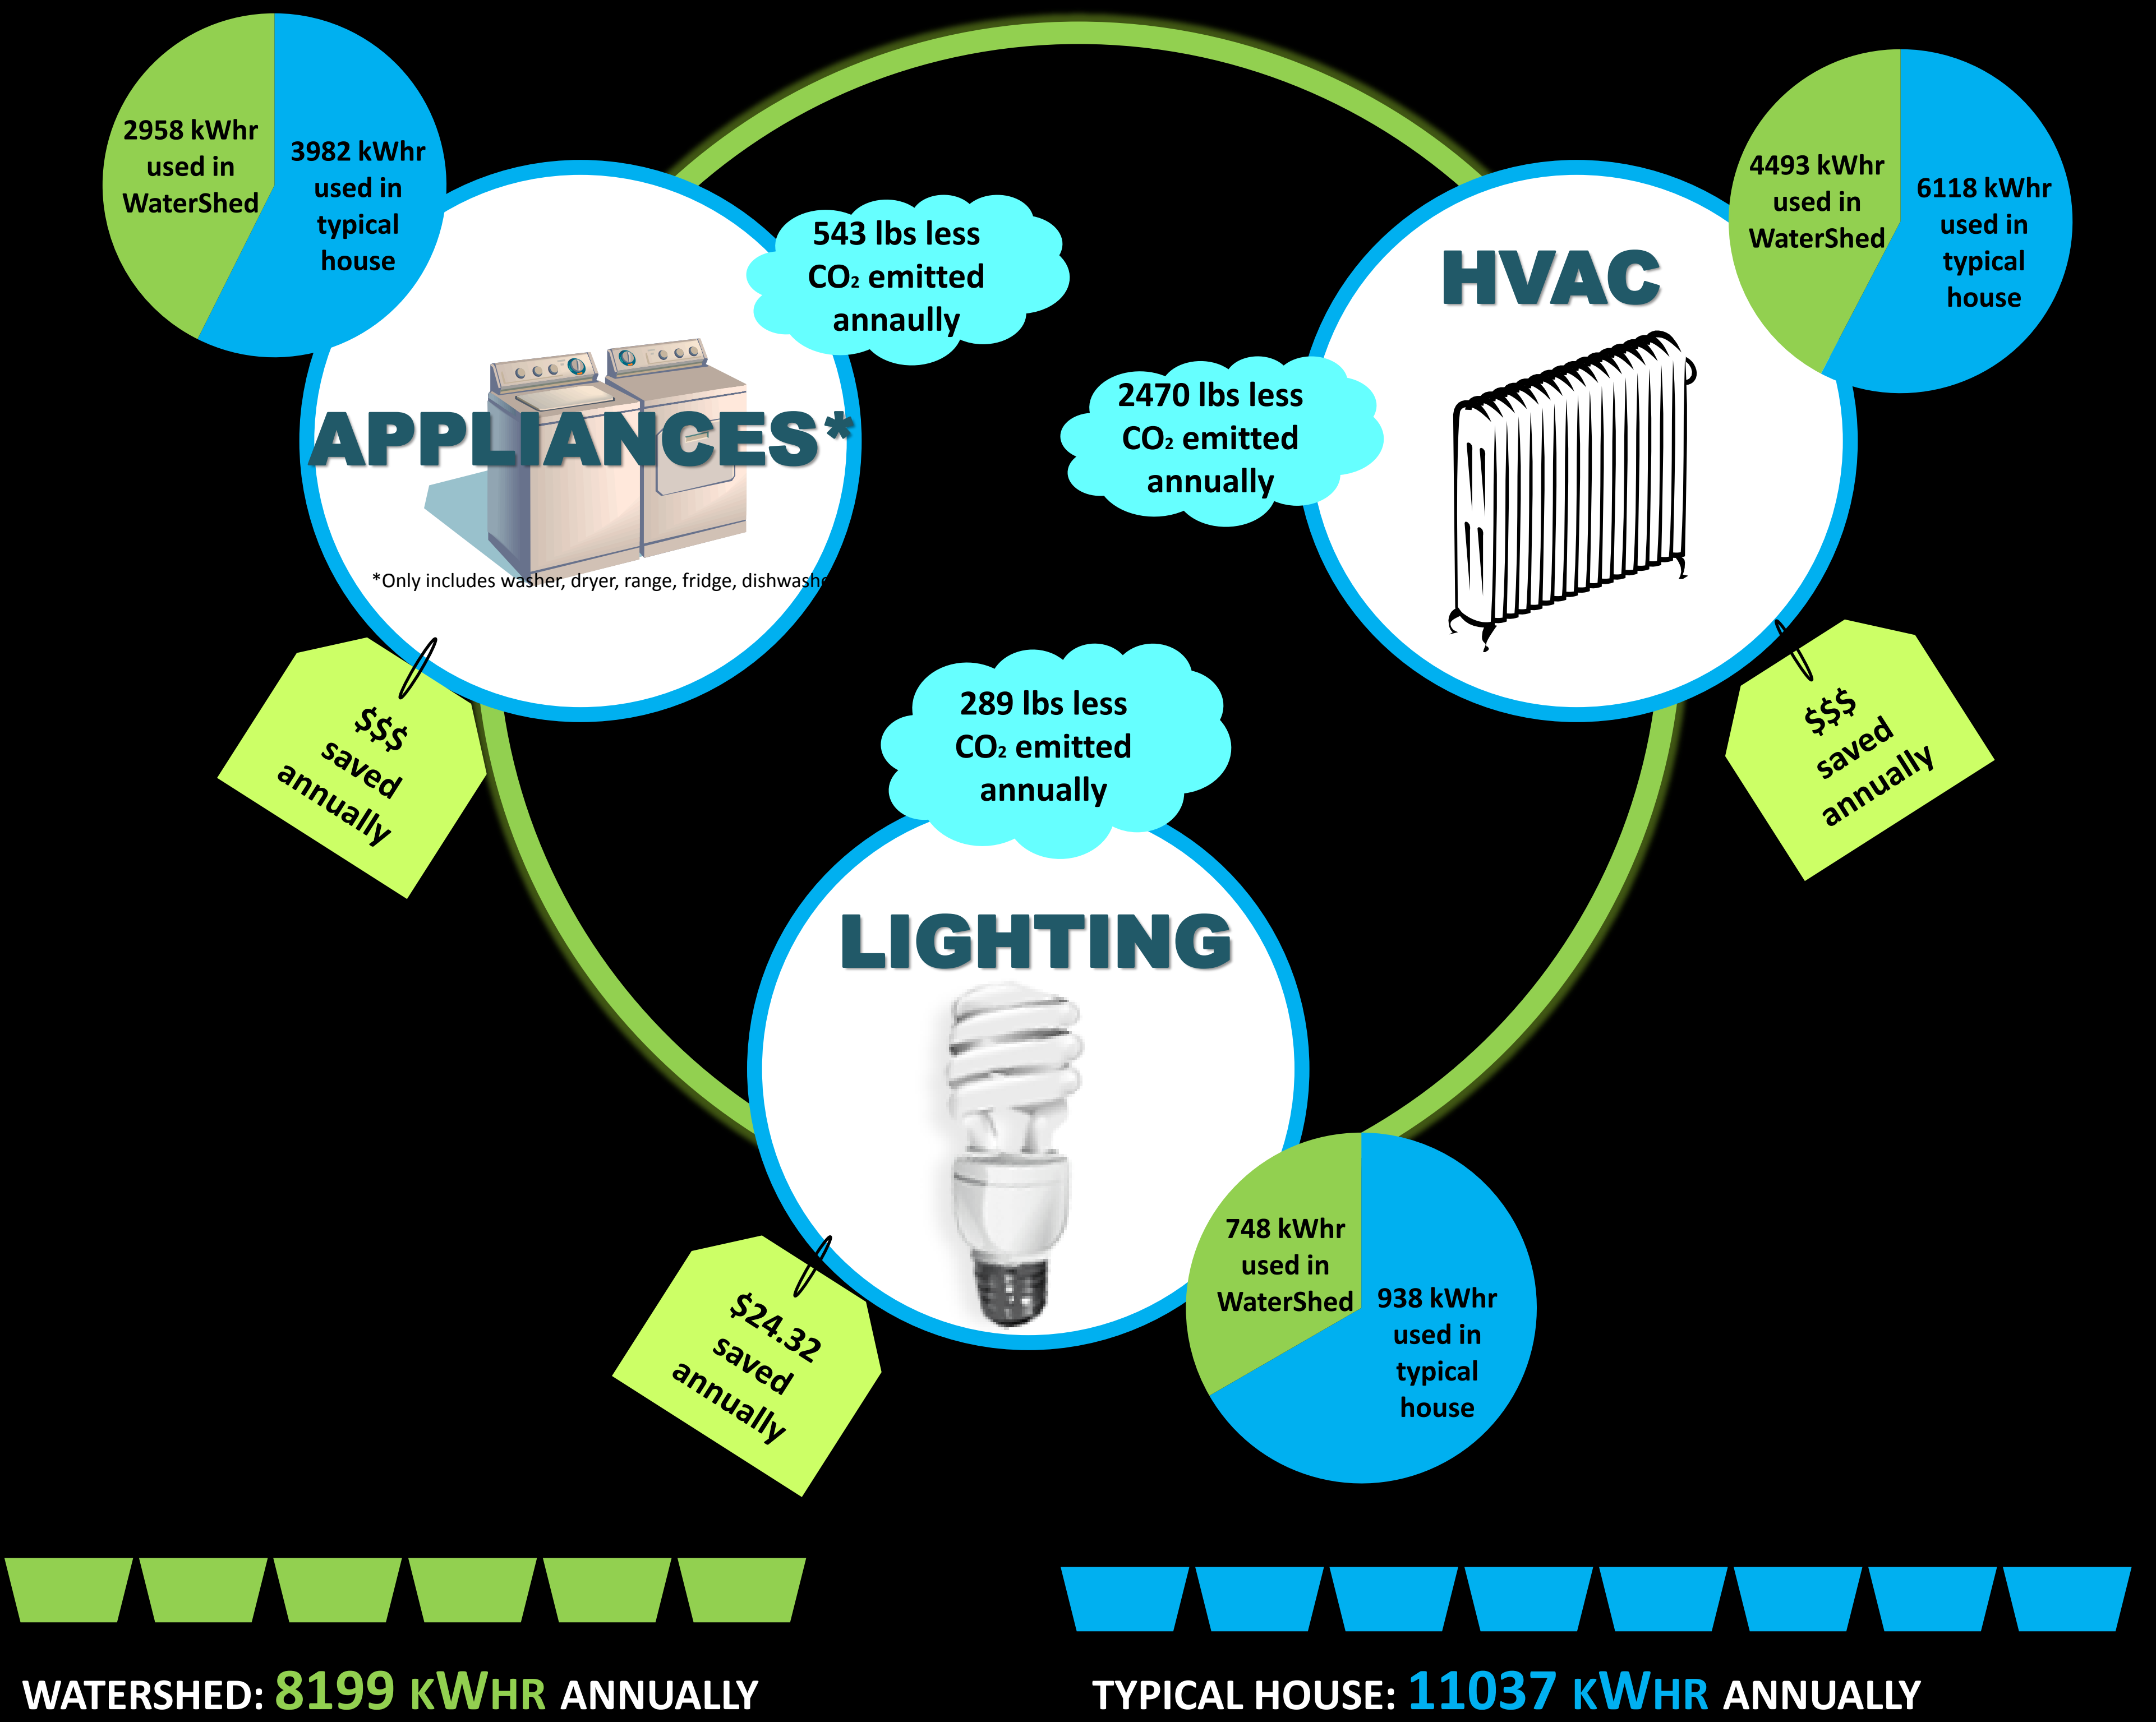 2958 kWhr
used in
WaterShed
3982 kWhr
used in
typical
house
543 lbs less
CO₂ emitted
annaully
APPLIANCES*
*Only includes washer, dryer, range, fridge, dishwashe
$$$
saved
annually
HVAC
4493 kWhr
used in
WaterShed
6118 kWhr
used in
typical
house
2470 lbs less
CO₂ emitted
annually
$$$
saved
annually
289 lbs less
CO₂ emitted
annually
LIGHTING
748 kWhr
used in
WaterShed
938 kWhr
used in
typical
house
$24.32
saved
annually
WATERSHED: 8199 KWHR ANNUALLY
TYPICAL HOUSE: 11037 KWHR ANNUALLY